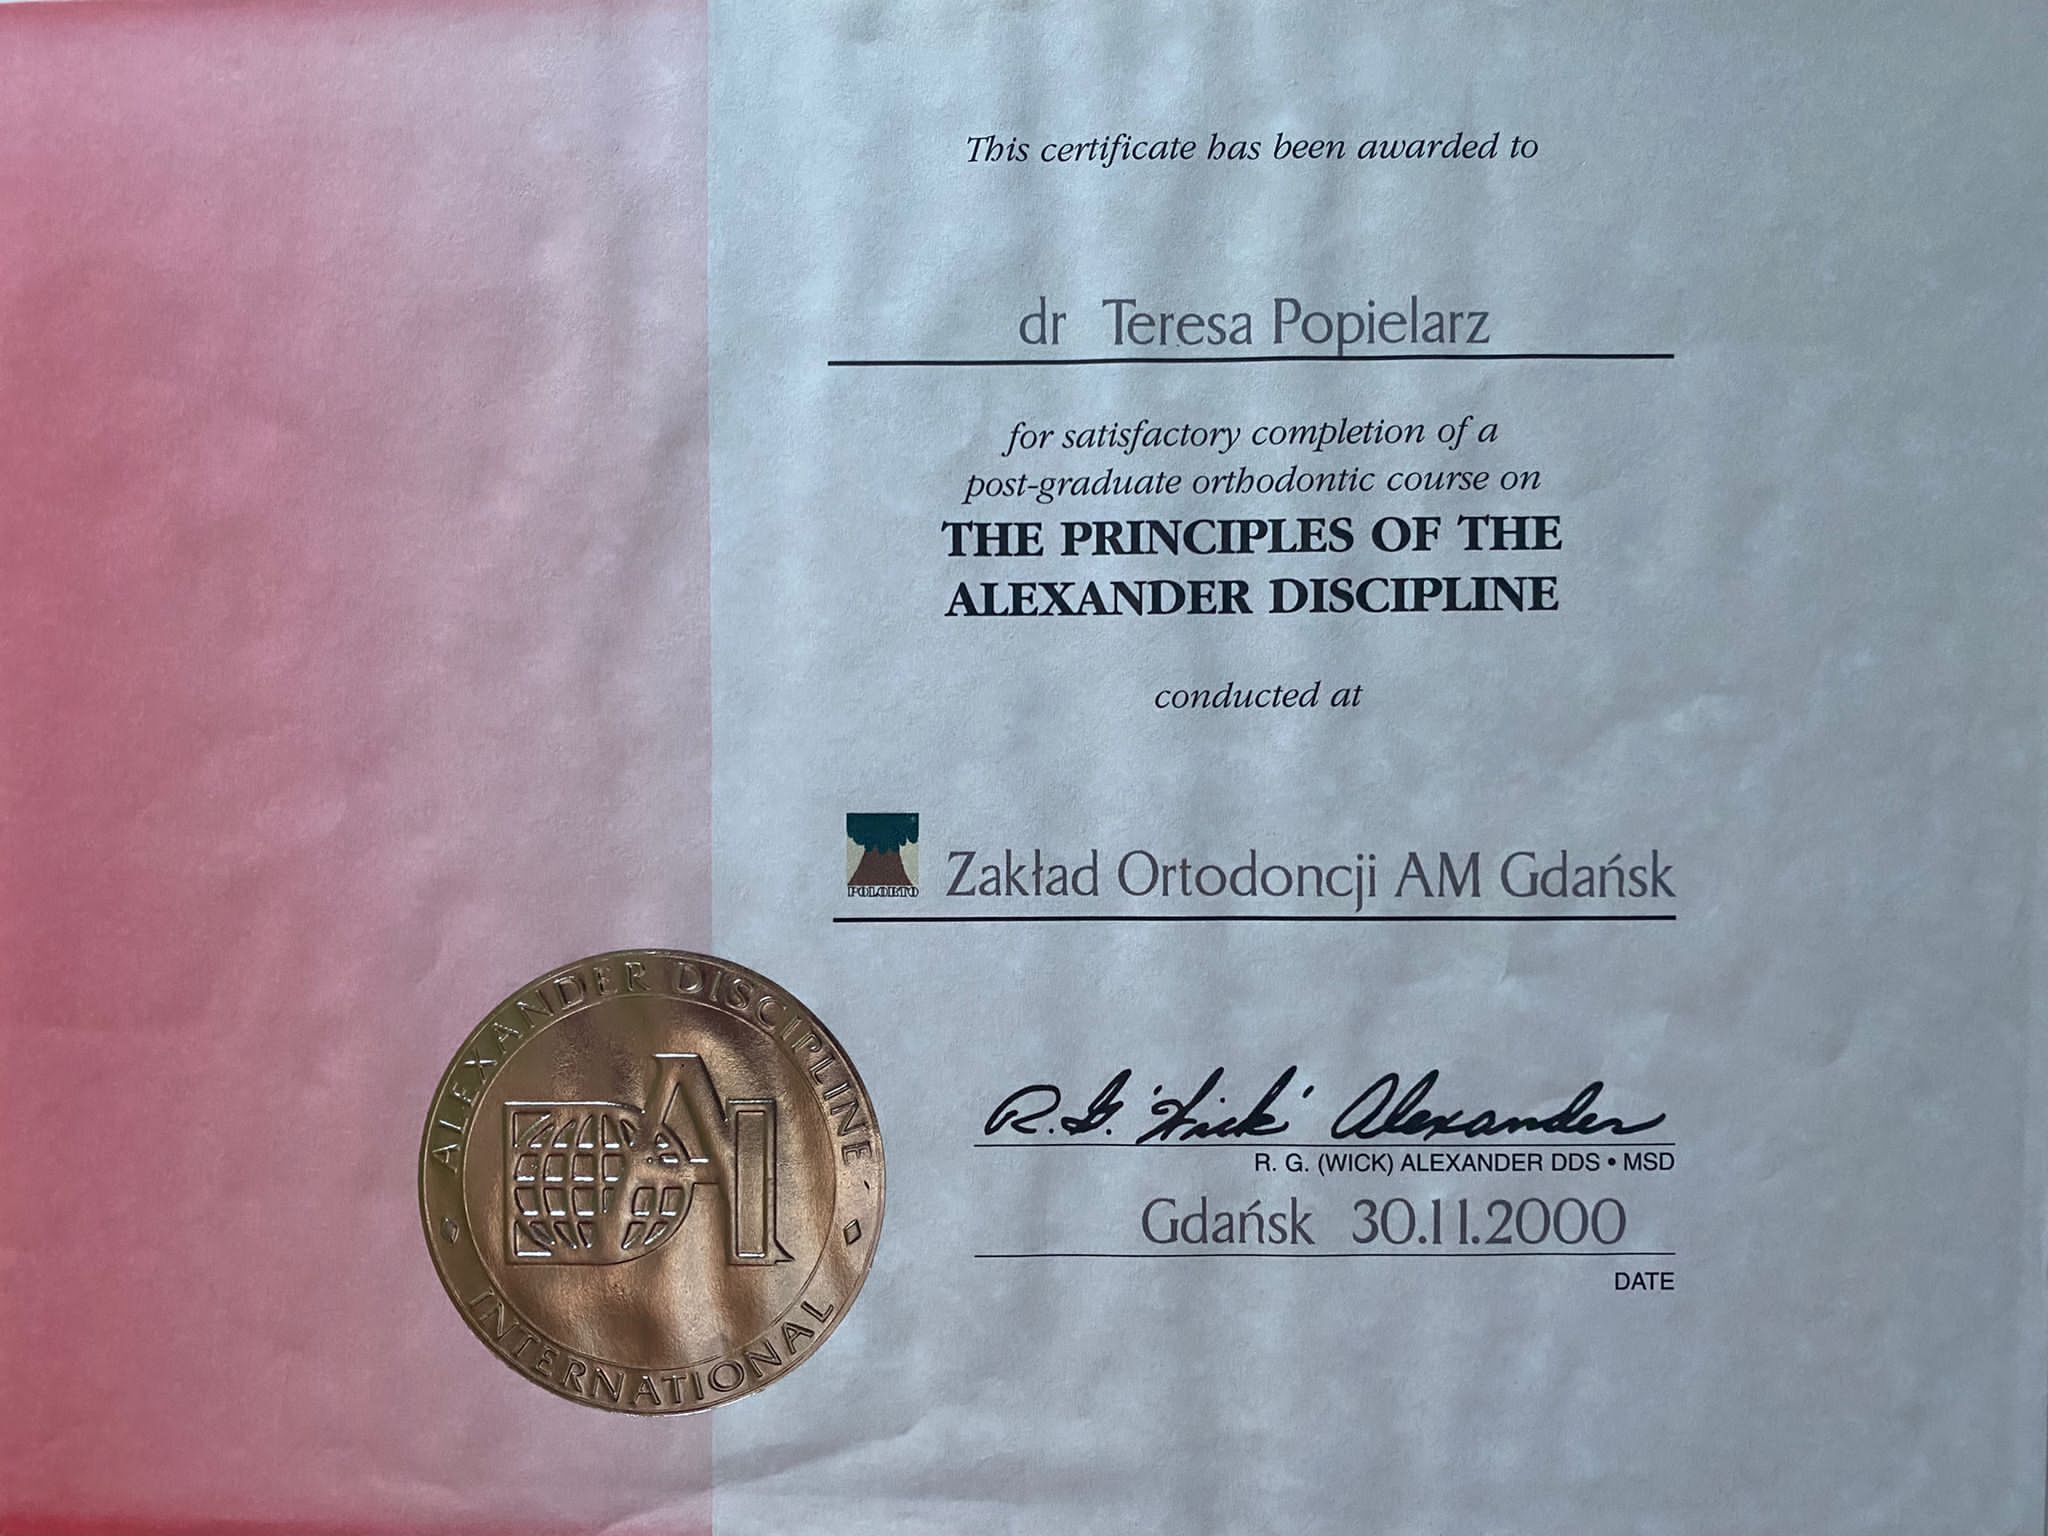 This certificate has been awarded to
dr Teresa Popielarz
for satisfactory completion of a
post-graduate orthodontic course on
THE PRINCIPLES OF THE
ALEXANDER DISCIPLINE
conducted at
POLORTO
Zakład Ortodoncji AM Gdańsk
ALEXANDER DISCIPLINE
DAI
INTERNATIONAL
R. G. 'Wick' Alexander
R. G. (WICK) ALEXANDER DDS • MSD
Gdańsk 30.11.2000
DATE